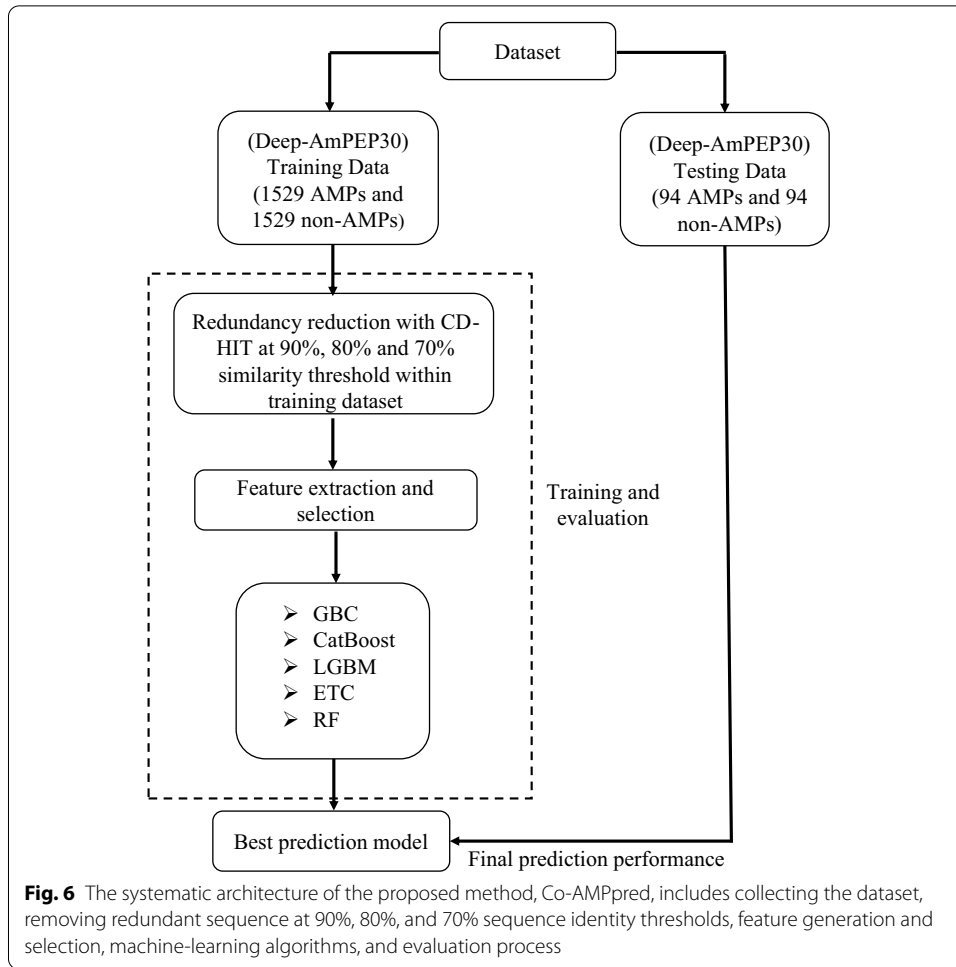 Dataset
(Deep-AmPEP30)
Training Data
(1529 AMPs and
1529 non-AMPs)
(Deep-AmPEP30)
Testing Data
(94 AMPs and 94
non-AMPs)
Redundancy reduction with CD-
HIT at 90%, 80% and 70%
similarity threshold within
training dataset
Feature extraction and
selection
Training and
evaluation
➢ GBC
➢ CatBoost
➢ LGBM
➢ ETC
➢ RF
Best prediction model
Final prediction performance
Fig. 6 The systematic architecture of the proposed method, Co-AMPpred, includes collecting the dataset,
removing redundant sequence at 90%, 80%, and 70% sequence identity thresholds, feature generation and
selection, machine-learning algorithms, and evaluation process